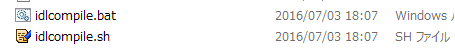 idlcompile.bat 2016/07/03 18:07 Windows
idlcompile.sh 2016/07/03 18:07 SH ファイル